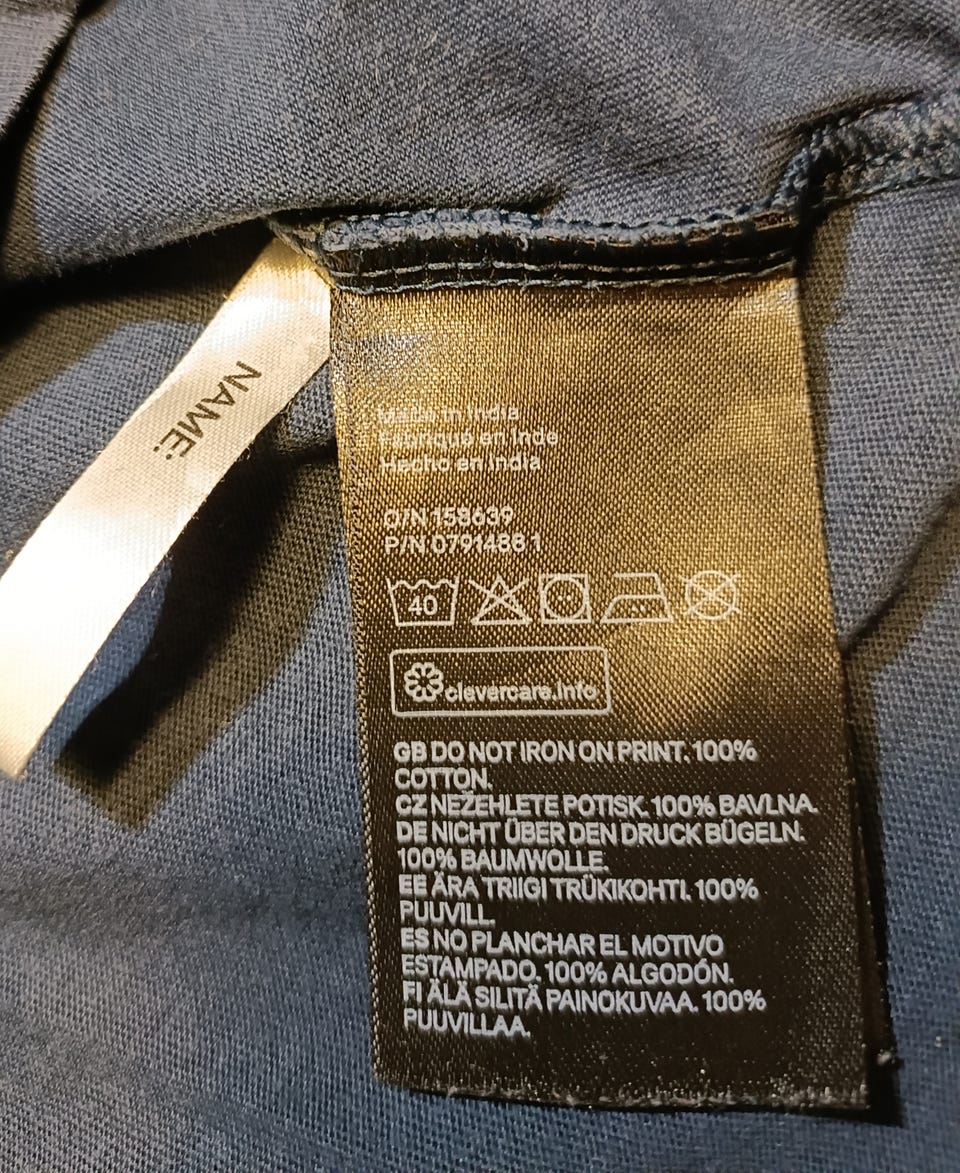 NAME:
Made in India
Fabriqué en Inde
Hecho en India
O/N 158639
P/N 0791488 1
40
clevercare.info
GB DO NOT IRON ON PRINT. 100%
COTTON.
CZ NEŽEHLETE POTISK. 100% BAVLNA.
DE NICHT ÜBER DEN DRUCK BÜGELN.
100% BAUMWOLLE.
EE ÄRA TRIIGI TRÜKIKOHTI. 100%
PUUVILL.
ES NO PLANCHAR EL MOTIVO
ESTAMPADO. 100% ALGODÓN.
FI ÄLÄ SILITÄ PAINOKUVAA. 100%
PUUVILLAA.